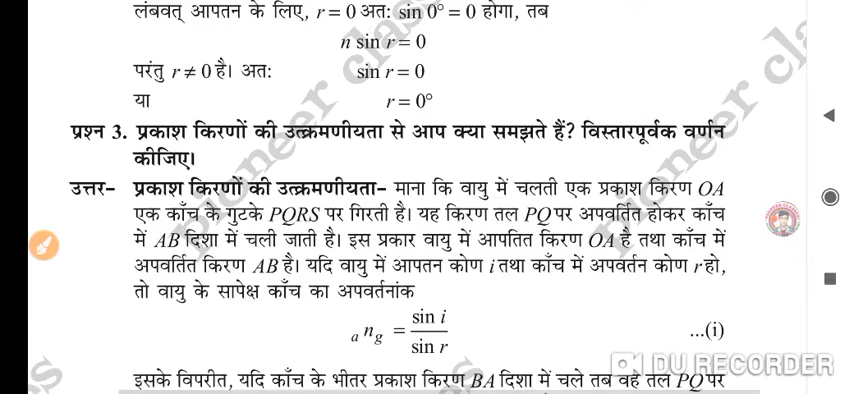 लंबवत् आपतन के लिए, r = 0 अत: sin 0° = 0 होगा, तब
n sin r = 0
परंतु r ≠ 0 है। अत: sin r = 0
या r = 0°
प्रश्न 3. प्रकाश किरणों की उत्क्रमणीयता से आप क्या समझते हैं? विस्तारपूर्वक वर्णन
कीजिए।
उत्तर- प्रकाश किरणों की उत्क्रमणीयता- माना कि वायु में चलती एक प्रकाश किरण OA
एक काँच के गुटके PQRS पर गिरती है। यह किरण तल PQ पर अपवर्तित होकर काँच
में AB दिशा में चली जाती है। इस प्रकार वायु में आपतित किरण OA है तथा काँच में
अपवर्तित किरण AB है। यदि वायु में आपतन कोण i तथा काँच में अपवर्तन कोण r हो,
तो वायु के सापेक्ष काँच का अपवर्तनांक
a n g = sin i / sin r ...(i)
इसके विपरीत, यदि काँच के भीतर प्रकाश किरण BA दिशा में चले तब वह तल PQ पर
DU RECORDER
pioneer classes